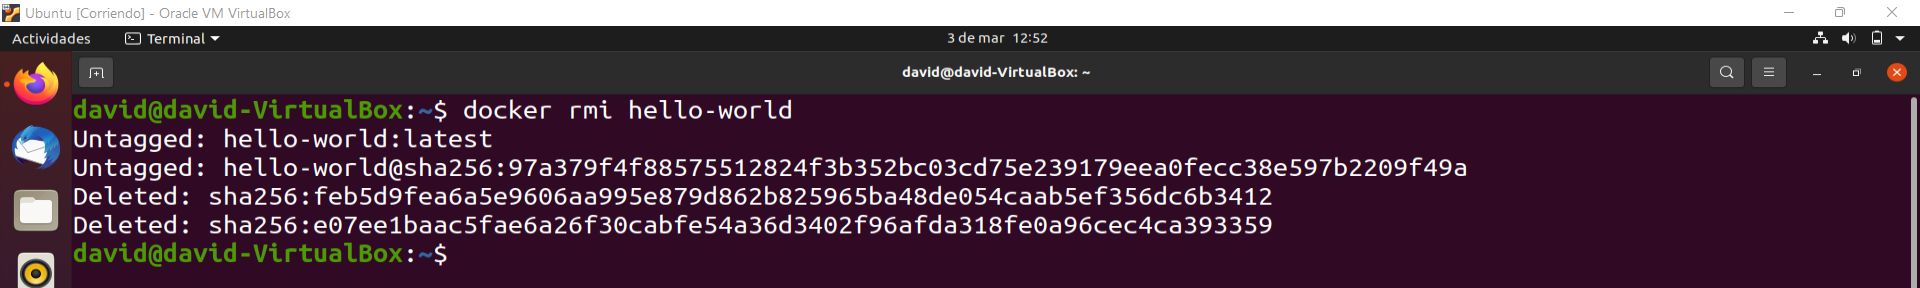 Ubuntu [Corriendo] - Oracle VM VirtualBox
Actividades Terminal 3 de mar 12:52
david@david-VirtualBox: ~
david@david-VirtualBox:~$ docker rmi hello-world
Untagged: hello-world:latest
Untagged: hello-world@sha256:97a379f4f88575512824f3b352bc03cd75e239179eea0fecc38e597b2209f49a
Deleted: sha256:feb5d9fea6a5e9606aa995e879d862b825965ba48de054caab5ef356dc6b3412
Deleted: sha256:e07ee1baac5fae6a26f30cabfe54a36d3402f96afda318fe0a96cec4ca393359
david@david-VirtualBox:~$